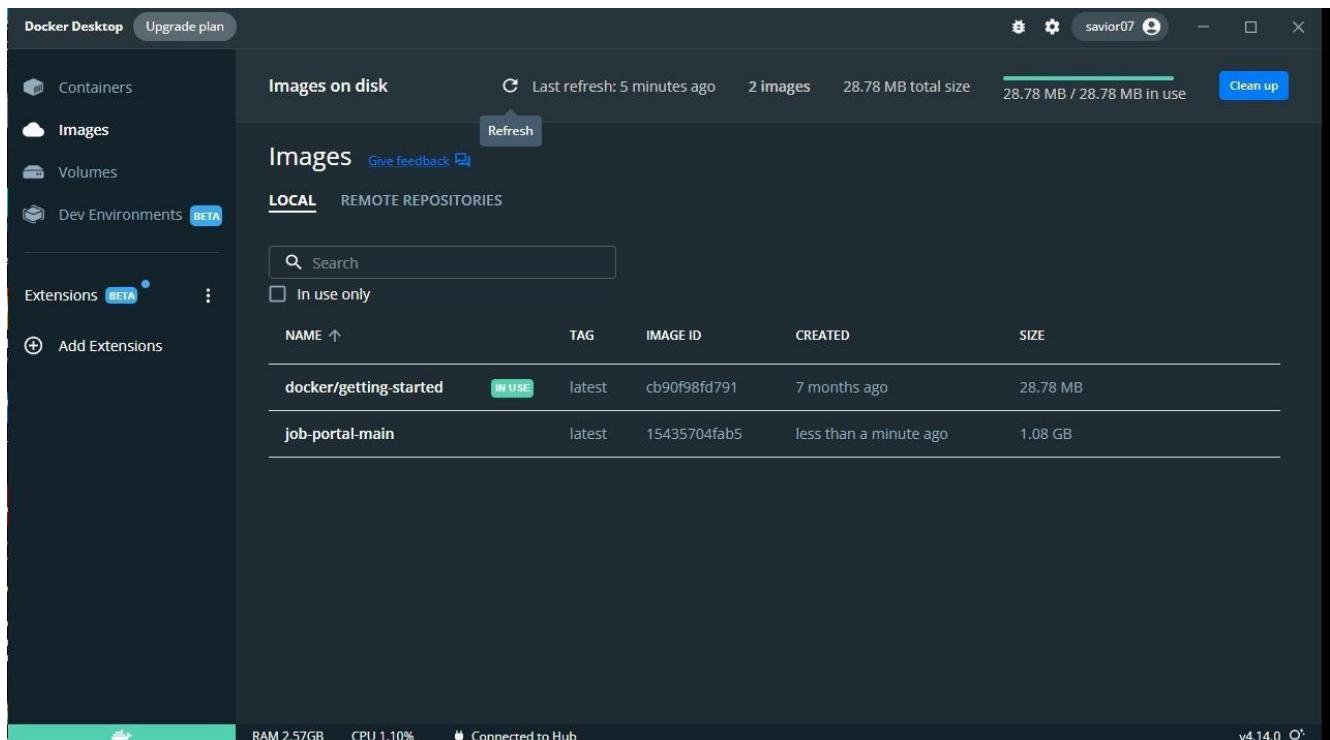 Docker Desktop Upgrade plan savior07
Containers
Images
Volumes
Dev Environments BETA
Extensions BETA
Add Extensions
Images on disk Last refresh: 5 minutes ago 2 images 28.78 MB total size 28.78 MB / 28.78 MB in use Clean up
Refresh
Images Give feedback
LOCAL REMOTE REPOSITORIES
Search
In use only
NAME TAG IMAGE ID CREATED SIZE
docker/getting-started IN USE latest cb90f98fd791 7 months ago 28.78 MB
job-portal-main latest 15435704fab5 less than a minute ago 1.08 GB
RAM 2.57GB CPU 1.10% Connected to Hub v4.14.0